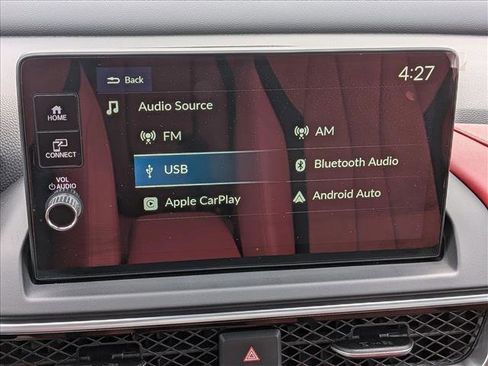 Back
4:27
HOME
Audio Source
FM
AM
CONNECT
USB
Bluetooth Audio
VOL
AUDIO
Apple CarPlay
Android Auto